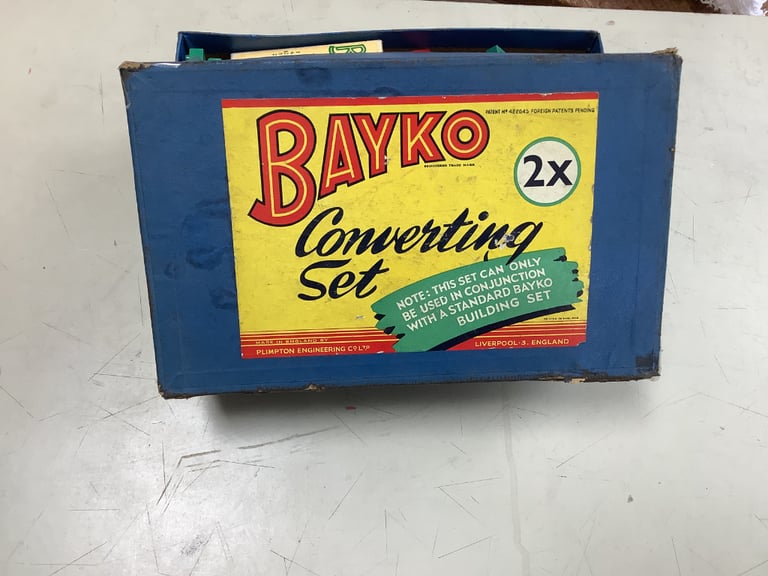 BAYKO
REGISTERED TRADE MARK
PATENT No 422645 FOREIGN PATENTS PENDING
2X
Converting
Set
NOTE: THIS SET CAN ONLY
BE USED IN CONJUNCTION
WITH A STANDARD BAYKO
BUILDING SET
MADE IN ENGLAND BY
PLIMPTON ENGINEERING CO LTD
LIVERPOOL·3. ENGLAND